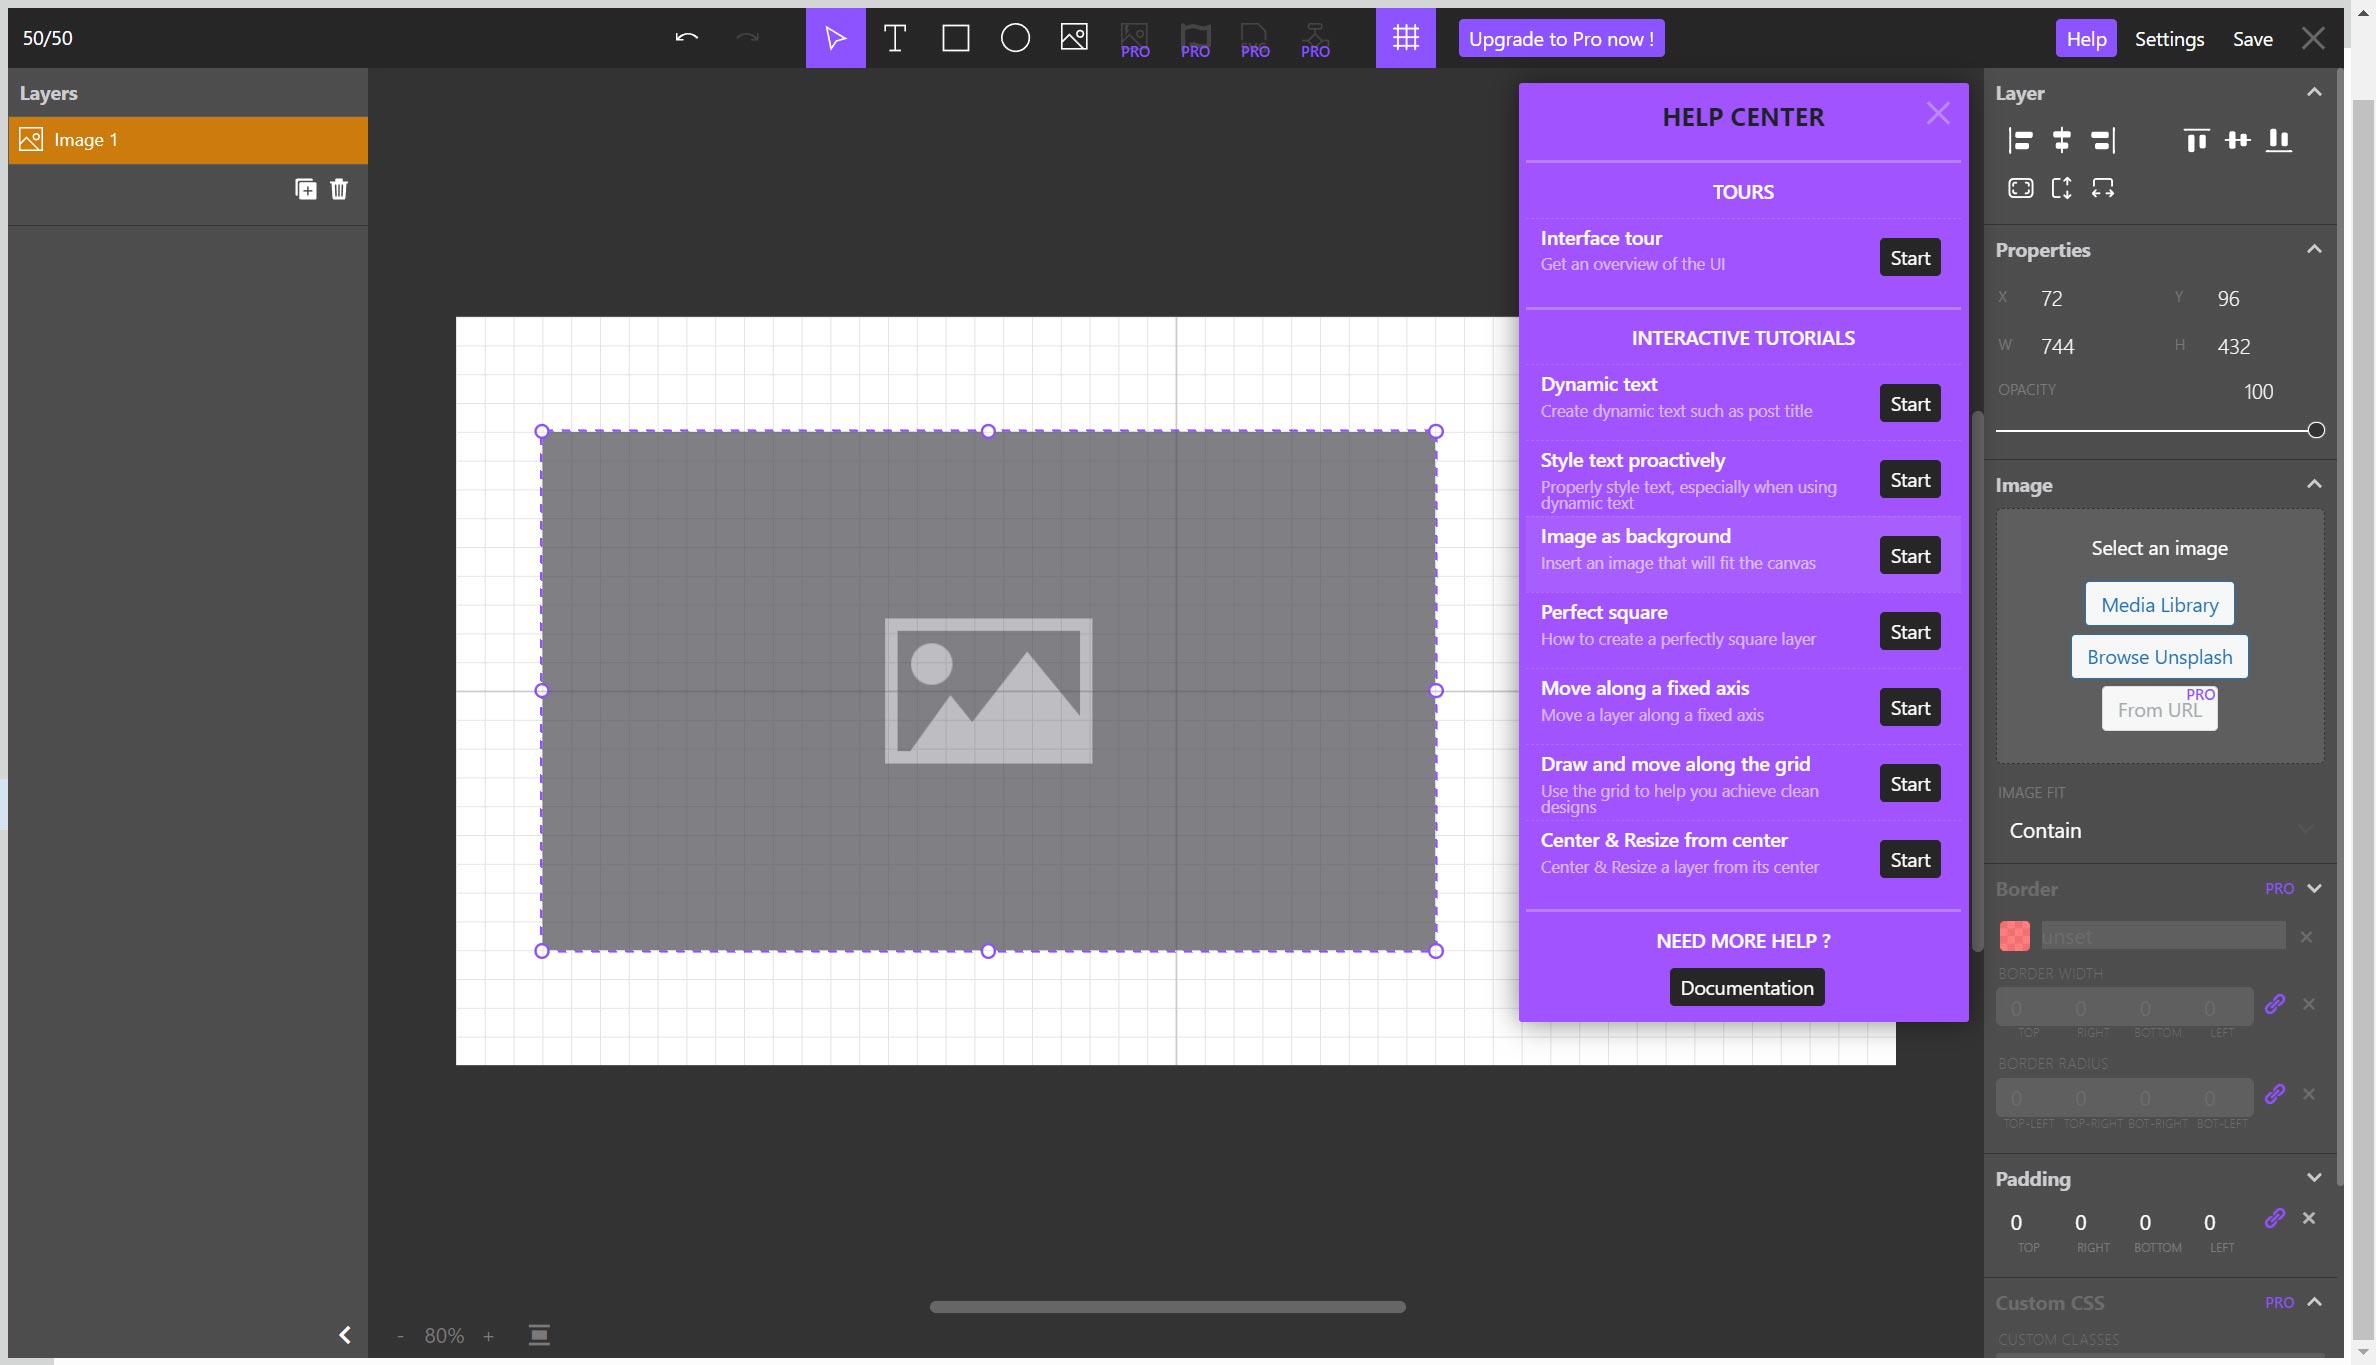 50/50
T
PRO
PRO
PRO
PRO
Upgrade to Pro now !
Help
Settings
Save
Layers
Image 1
HELP CENTER
TOURS
Interface tour
Get an overview of the UI
Start
INTERACTIVE TUTORIALS
Dynamic text
Create dynamic text such as post title
Start
Style text proactively
Properly style text, especially when using
dynamic text
Start
Image as background
Insert an image that will fit the canvas
Start
Perfect square
How to create a perfectly square layer
Start
Move along a fixed axis
Move a layer along a fixed axis
Start
Draw and move along the grid
Use the grid to help you achieve clean
designs
Start
Center & Resize from center
Center & Resize a layer from its center
Start
NEED MORE HELP ?
Documentation
Layer
Properties
X 72 Y 96
W 744 H 432
OPACITY 100
Image
Select an image
Media Library
Browse Unsplash
PRO
From URL
IMAGE FIT
Contain
Border PRO
unset
BORDER WIDTH
0 0 0 0
TOP RIGHT BOTTOM LEFT
BORDER RADIUS
0 0 0 0
TOP-LEFT TOP-RIGHT BOT-RIGHT BOT-LEFT
Padding
0 0 0 0
TOP RIGHT BOTTOM LEFT
Custom CSS PRO
CUSTOM CLASSES
- 80% +